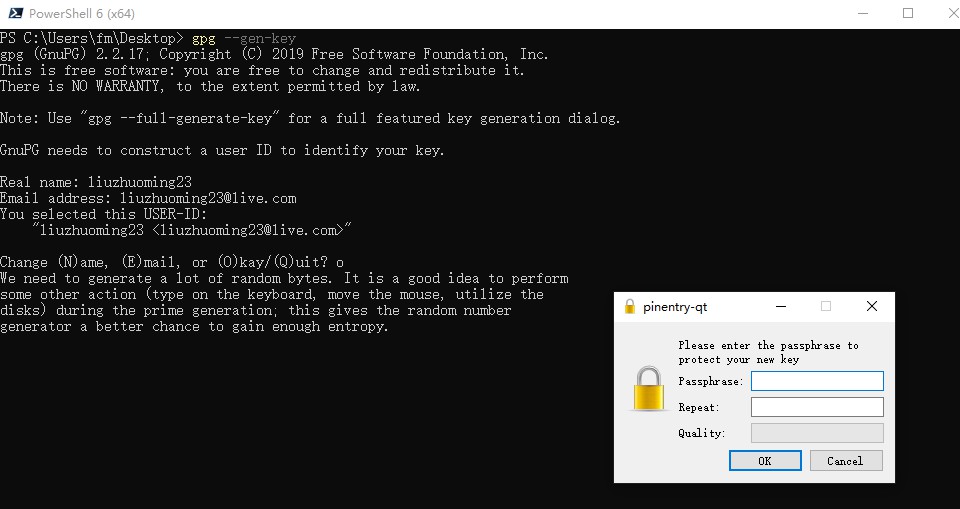 PowerShell 6 (x64)
PS C:\Users\fm\Desktop> gpg --gen-key
gpg (GnuPG) 2.2.17; Copyright (C) 2019 Free Software Foundation, Inc.
This is free software: you are free to change and redistribute it.
There is NO WARRANTY, to the extent permitted by law.
Note: Use "gpg --full-generate-key" for a full featured key generation dialog.
GnuPG needs to construct a user ID to identify your key.
Real name: liuzhuoming23
Email address: liuzhuoming23@live.com
You selected this USER-ID:
"liuzhuoming23 <liuzhuoming23@live.com>"
Change (N)ame, (E)mail, or (O)kay/(Q)uit? o
We need to generate a lot of random bytes. It is a good idea to perform
some other action (type on the keyboard, move the mouse, utilize the
disks) during the prime generation; this gives the random number
generator a better chance to gain enough entropy.
pinentry-qt
Please enter the passphrase to
protect your new key
Passphrase:
Repeat:
Quality:
OK Cancel